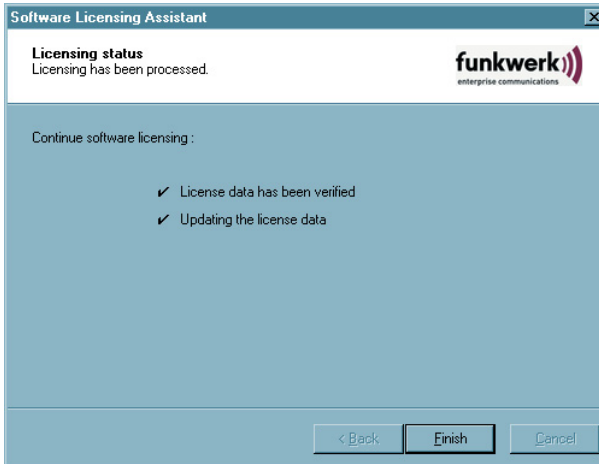 Software Licensing Assistant
Licensing status
Licensing has been processed.
funkwerk
enterprise communications
Continue software licensing :
✔ License data has been verified
✔ Updating the license data
< Back
Finish
Cancel